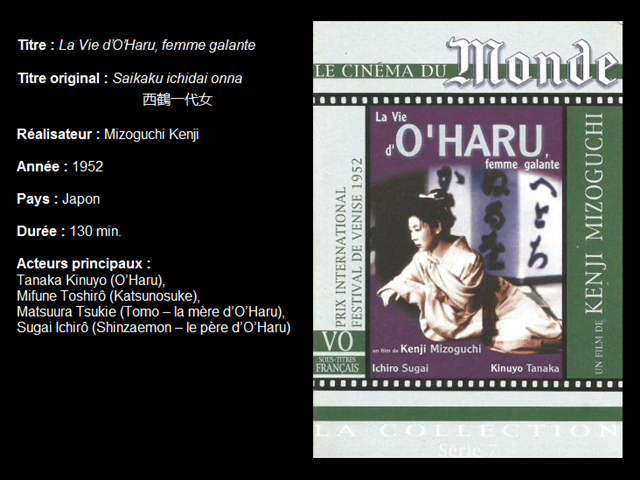 Titre : La Vie d'O'Haru, femme galante
Titre original : Saikaku ichidai onna
西鶴一代女
Réalisateur : Mizoguchi Kenji
Année : 1952
Pays : Japon
Durée : 130 min.
Acteurs principaux :
Tanaka Kinuyo (O'Haru),
Mifune Toshirô (Katsunosuke),
Matsuura Tsukie (Tomo – la mère d'O'Haru),
Sugai Ichirô (Shinzaemon – le père d'O'Haru)
LE CINÉMA DU Monde
La Vie
d'O'HARU,
femme galante
PRIX INTERNATIONAL
FESTIVAL DE VENISE 1952
VO
SOUS-TITRES
FRANÇAIS
un film de Kenji Mizoguchi
Ichiro Sugai Kinuyo Tanaka
UN FILM DE KENJI MIZOGUCHI
LA COLLECTION
Série 7